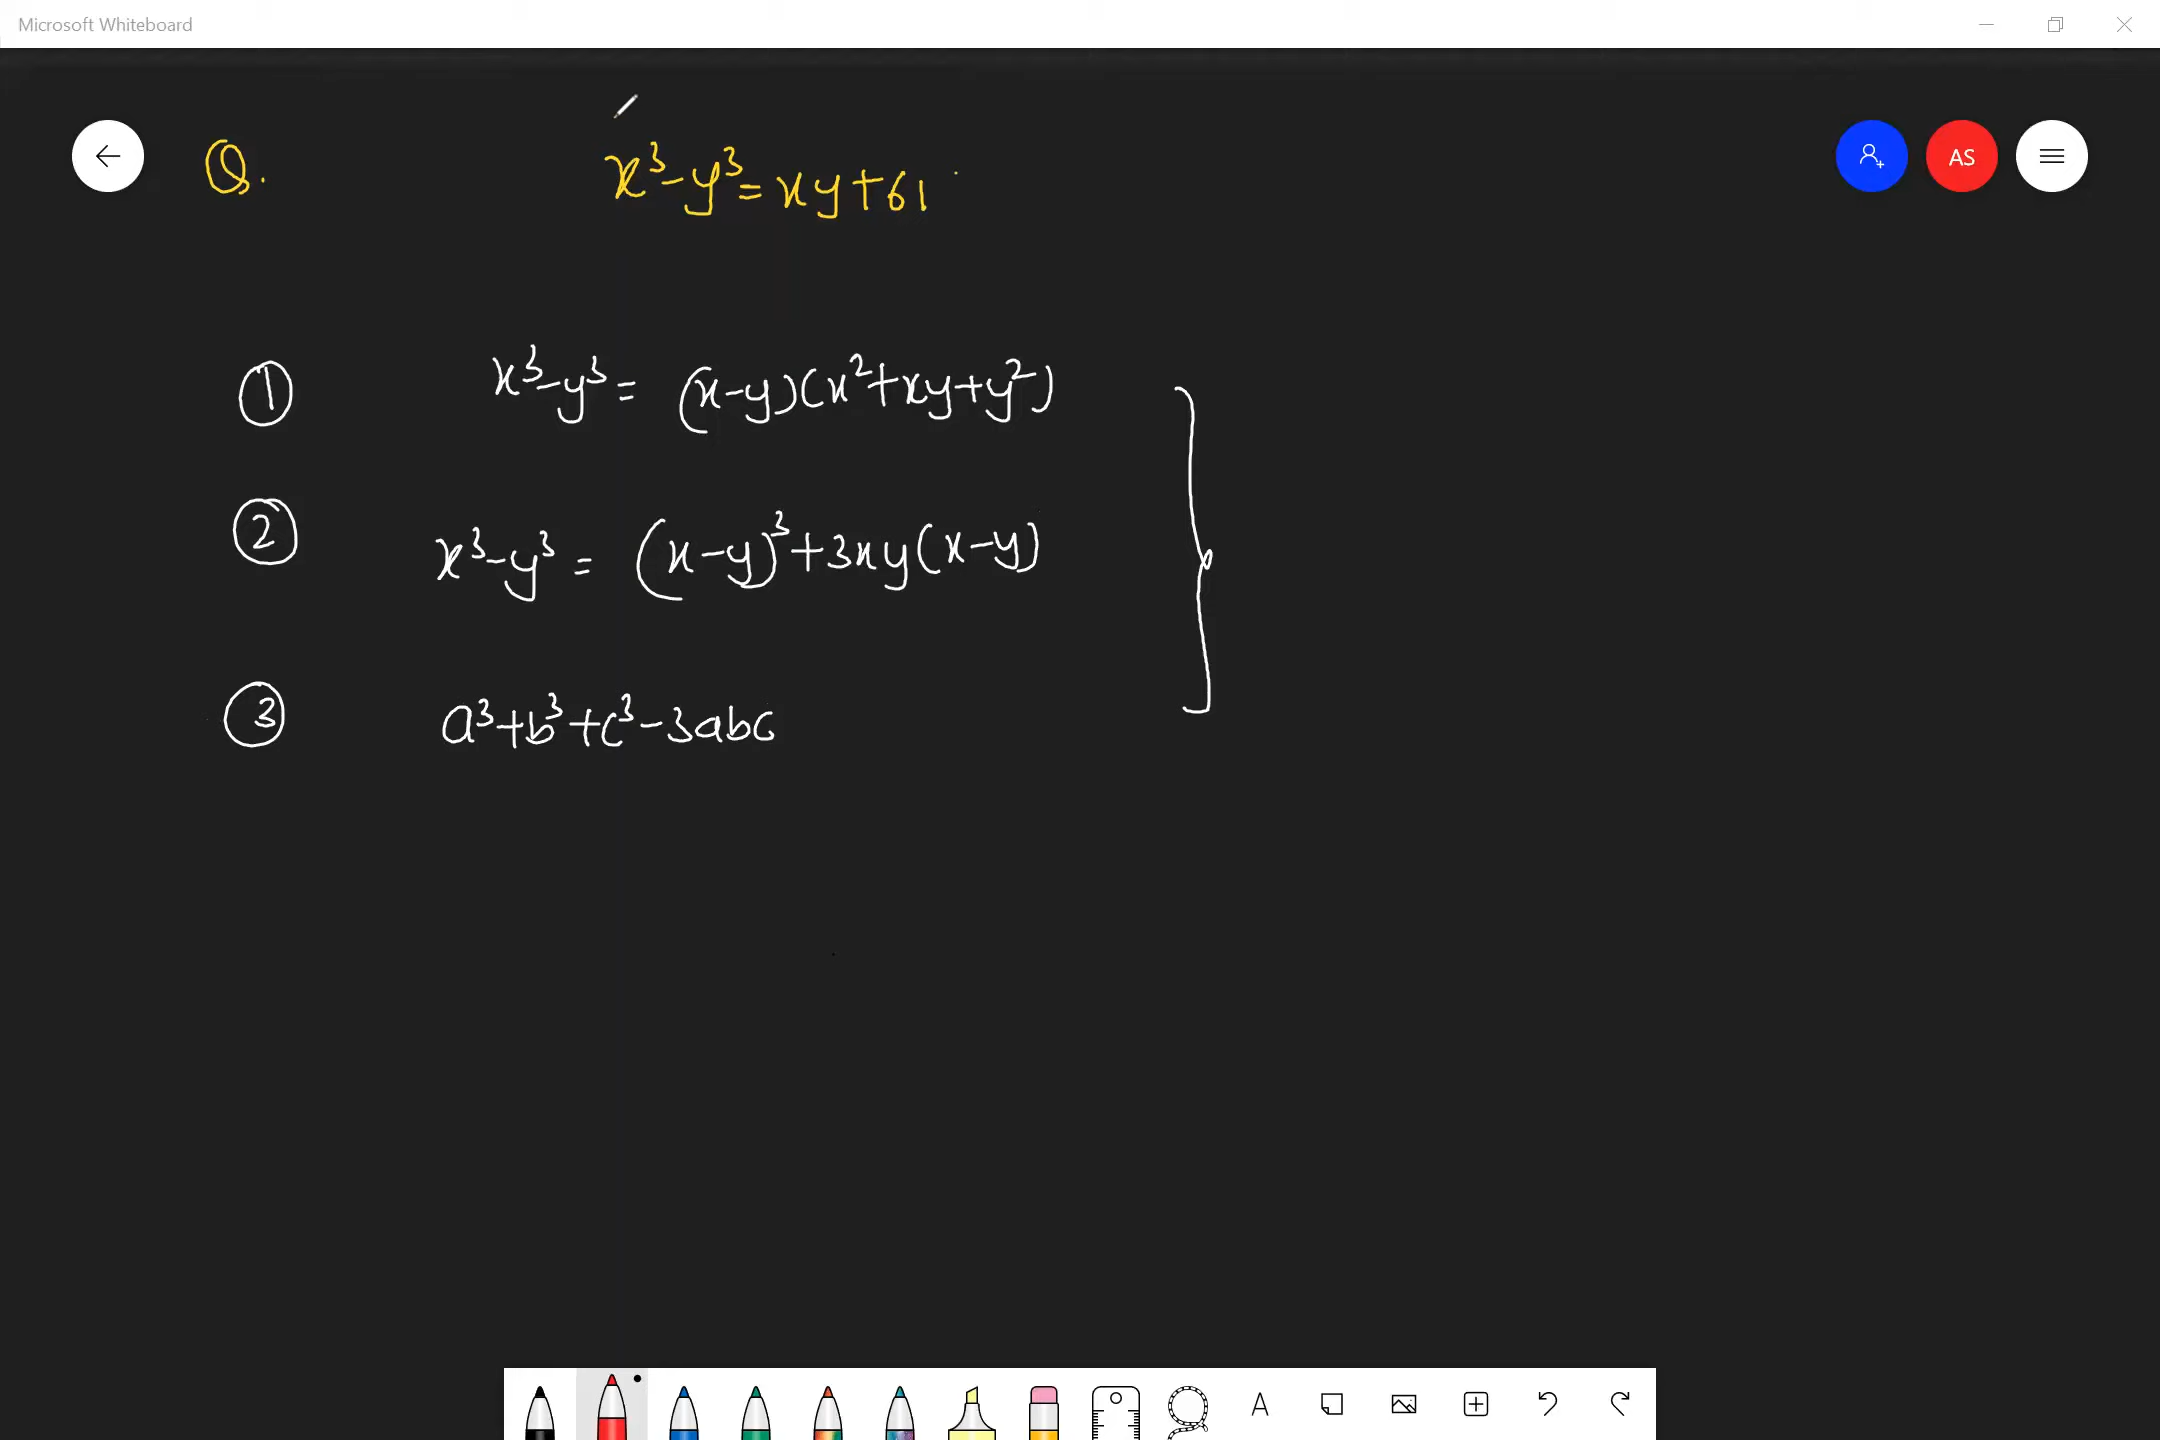 Microsoft Whiteboard
AS
Q. x³-y³=xy+61
① x³-y³= (x-y)(x²+xy+y²)
② x³-y³= (x-y)³+3xy(x-y)
③ a³+b³+c³-3abc
A